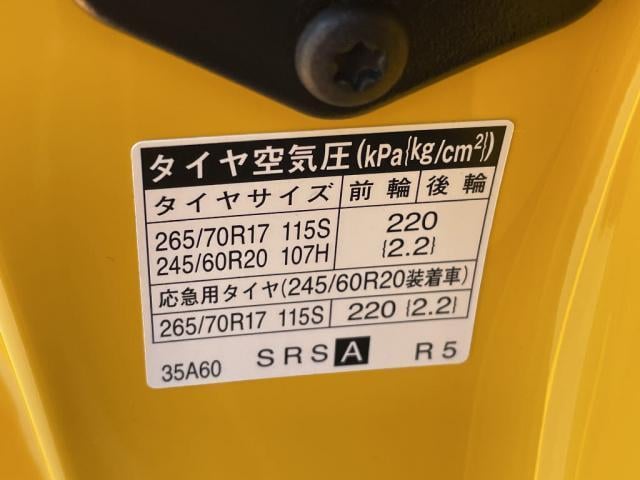 タイヤ空気圧(kPa{kg/cm²})
タイヤサイズ 前輪 後輪
265/70R17 115S 220
245/60R20 107H {2.2}
応急用タイヤ(245/60R20装着車)
265/70R17 115S 220 {2.2}
35A60 SRS A R5